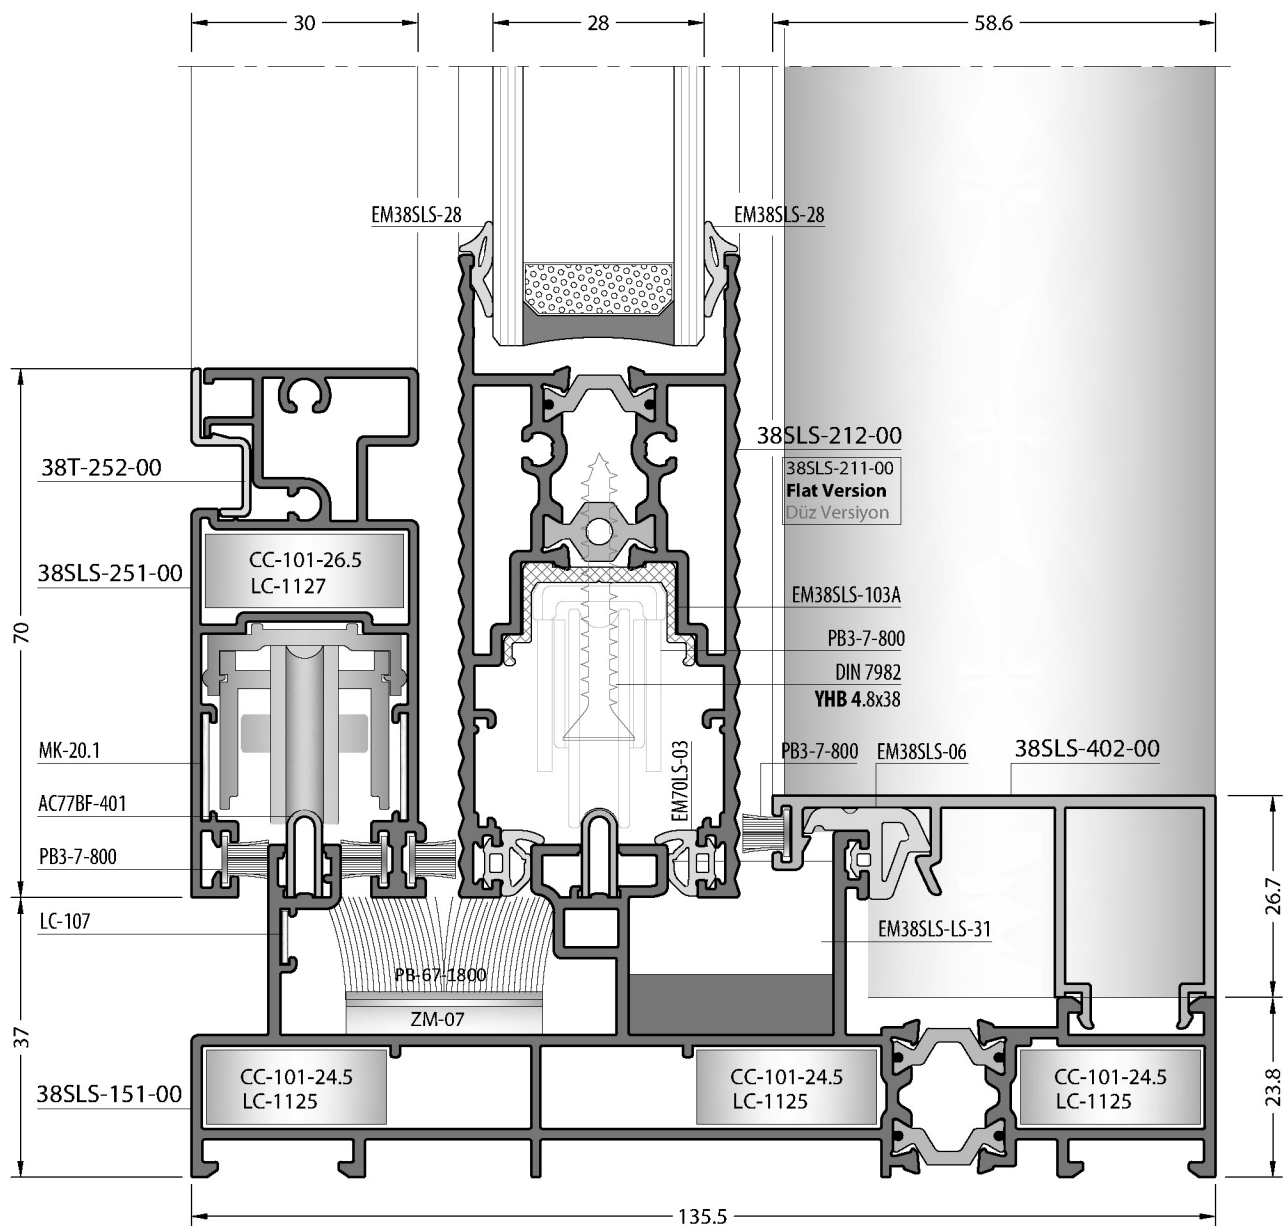 30
28
58.6
EM38SLS-28
EM38SLS-28
38SLS-212-00
38SLS-211-00
Flat Version
Düz Versiyon
38T-252-00
CC-101-26.5
LC-1127
38SLS-251-00
EM38SLS-103A
PB3-7-800
DIN 7982
YHB 4.8x38
70
MK-20.1
EM70LS-03
PB3-7-800
EM38SLS-06
38SLS-402-00
AC77BF-401
PB3-7-800
LC-107
EM38SLS-LS-31
26.7
PB-67-1800
ZM-07
37
38SLS-151-00
CC-101-24.5
LC-1125
CC-101-24.5
LC-1125
CC-101-24.5
LC-1125
23.8
135.5